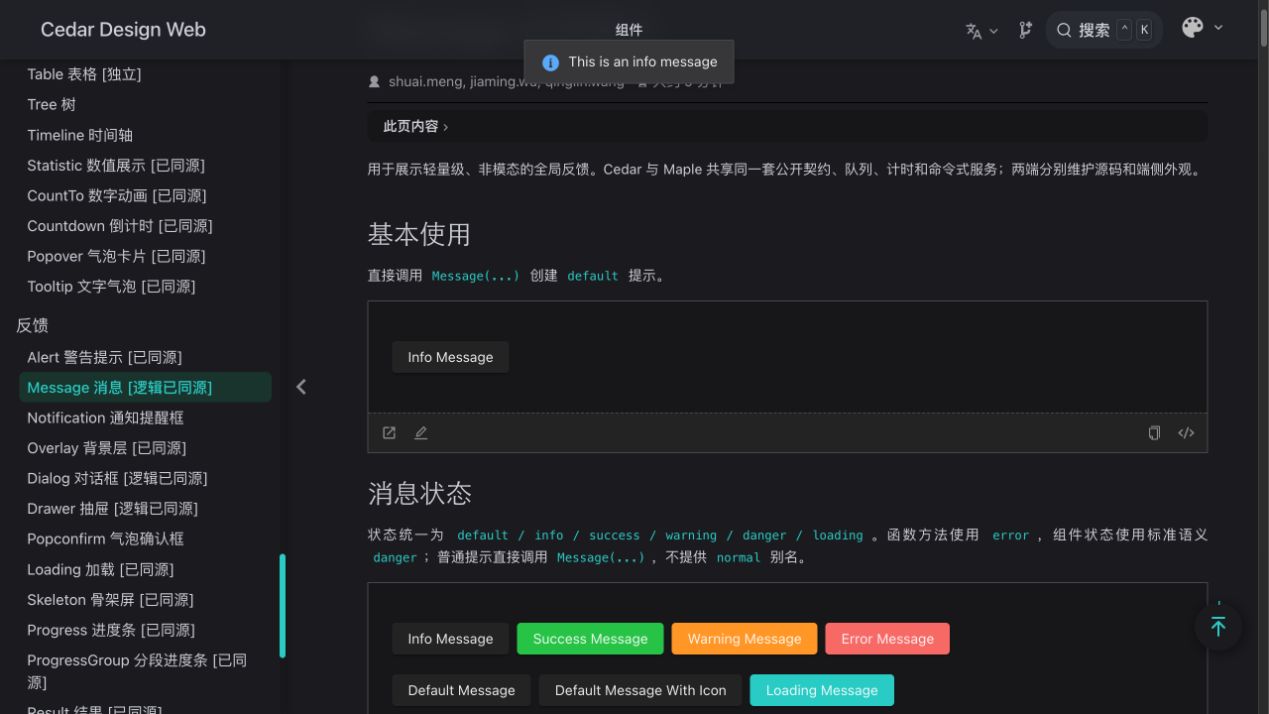 Cedar Design Web
组件
搜索
^
K
This is an info message
Table 表格 [独立]
Tree 树
Timeline 时间轴
Statistic 数值展示 [已同源]
CountTo 数字动画 [已同源]
Countdown 倒计时 [已同源]
Popover 气泡卡片 [已同源]
Tooltip 文字气泡 [已同源]
反馈
Alert 警告提示 [已同源]
Message 消息 [逻辑已同源]
Notification 通知提醒框
Overlay 背景层 [已同源]
Dialog 对话框 [逻辑已同源]
Drawer 抽屉 [逻辑已同源]
Popconfirm 气泡确认框
Loading 加载 [已同源]
Skeleton 骨架屏 [已同源]
Progress 进度条 [已同源]
ProgressGroup 分段进度条 [已同
源]
Result 结果 [已同源]
shuai.meng, jiaming.wu, qinglin.wang
此页内容
用于展示轻量级、非模态的全局反馈。Cedar 与 Maple 共享同一套公开契约、队列、计时和命令式服务；两端分别维护源码和端侧外观。
基本使用
直接调用 Message(...) 创建 default 提示。
Info Message
</>
消息状态
状态统一为 default / info / success / warning / danger / loading 。函数方法使用 error ，组件状态使用标准语义
danger ；普通提示直接调用 Message(...) ，不提供 normal 别名。
Info Message
Success Message
Warning Message
Error Message
Default Message
Default Message With Icon
Loading Message